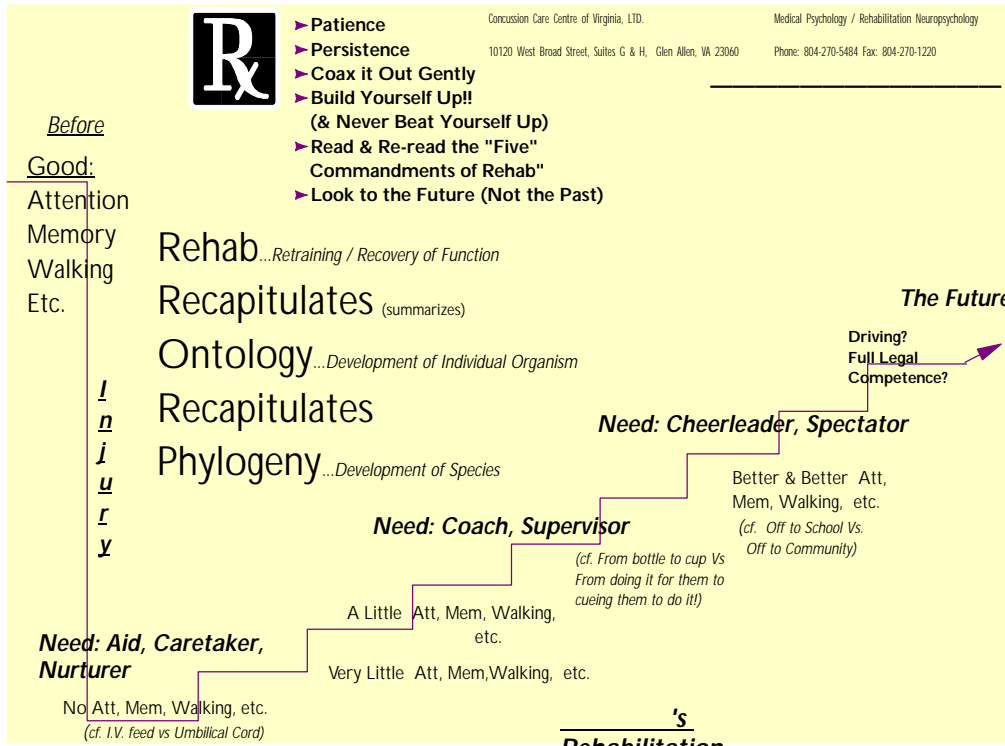 Rx
➤ Patience
➤ Persistence
➤ Coax it Out Gently
➤ Build Yourself Up!!
(& Never Beat Yourself Up)
➤ Read & Re-read the "Five"
Commandments of Rehab"
➤ Look to the Future (Not the Past)
Concussion Care Centre of Virginia, LTD.
10120 West Broad Street, Suites G & H, Glen Allen, VA 23060
Medical Psychology / Rehabilitation Neuropsychology
Phone: 804-270-5484 Fax: 804-270-1220
Before
Good:
Attention
Memory
Walking
Etc.
Injury
Rehab...Retraining / Recovery of Function
Recapitulates (summarizes)
Ontology...Development of Individual Organism
Recapitulates
Phylogeny...Development of Species
The Future
Driving?
Full Legal
Competence?
Need: Cheerleader, Spectator
Better & Better Att,
Mem, Walking, etc.
(cf. Off to School Vs.
Off to Community)
Need: Coach, Supervisor
(cf. From bottle to cup Vs
From doing it for them to
cueing them to do it!)
A Little Att, Mem, Walking,
etc.
Very Little Att, Mem,Walking, etc.
Need: Aid, Caretaker,
Nurturer
No Att, Mem, Walking, etc.
(cf. I.V. feed vs Umbilical Cord)
's
Rehabilitation